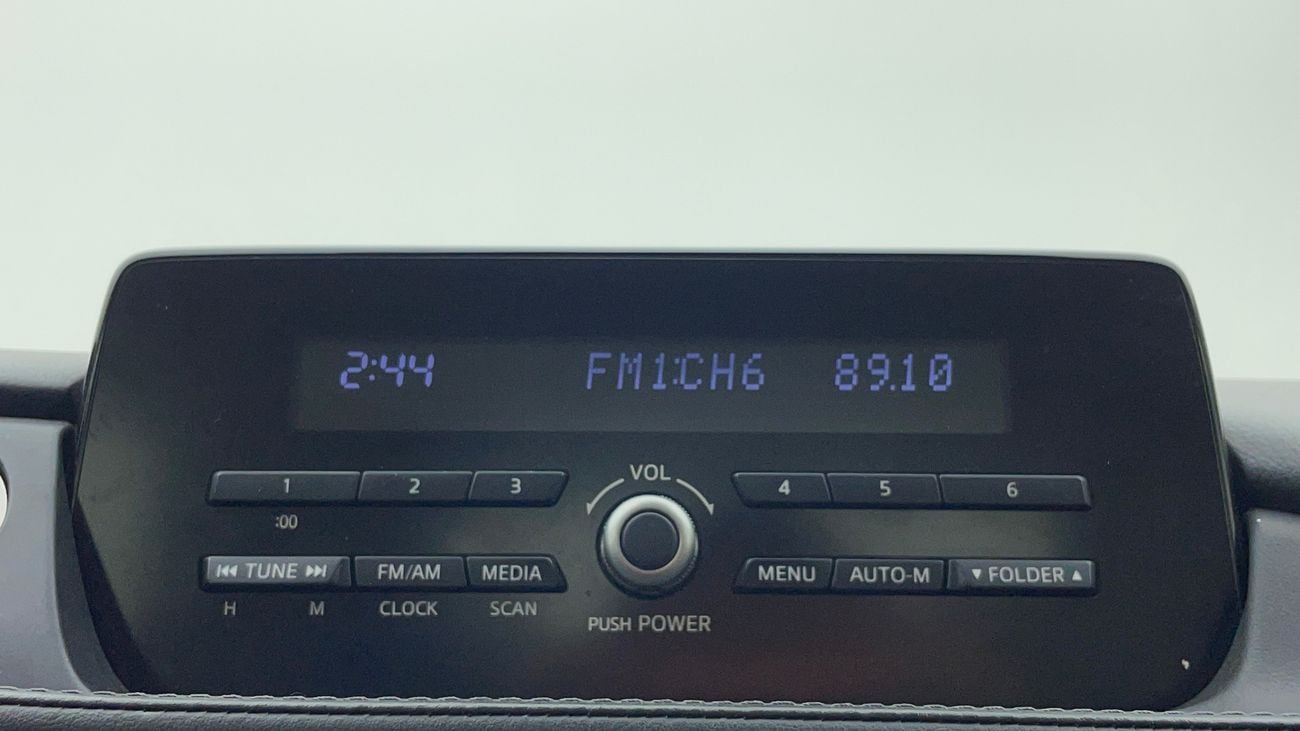 2:44 FM1:CH6 89.10
VOL
1 2 3 4 5 6
:00
⏮ TUNE ⏭ FM/AM MEDIA MENU AUTO-M ▼ FOLDER ▲
H M CLOCK SCAN
PUSH POWER